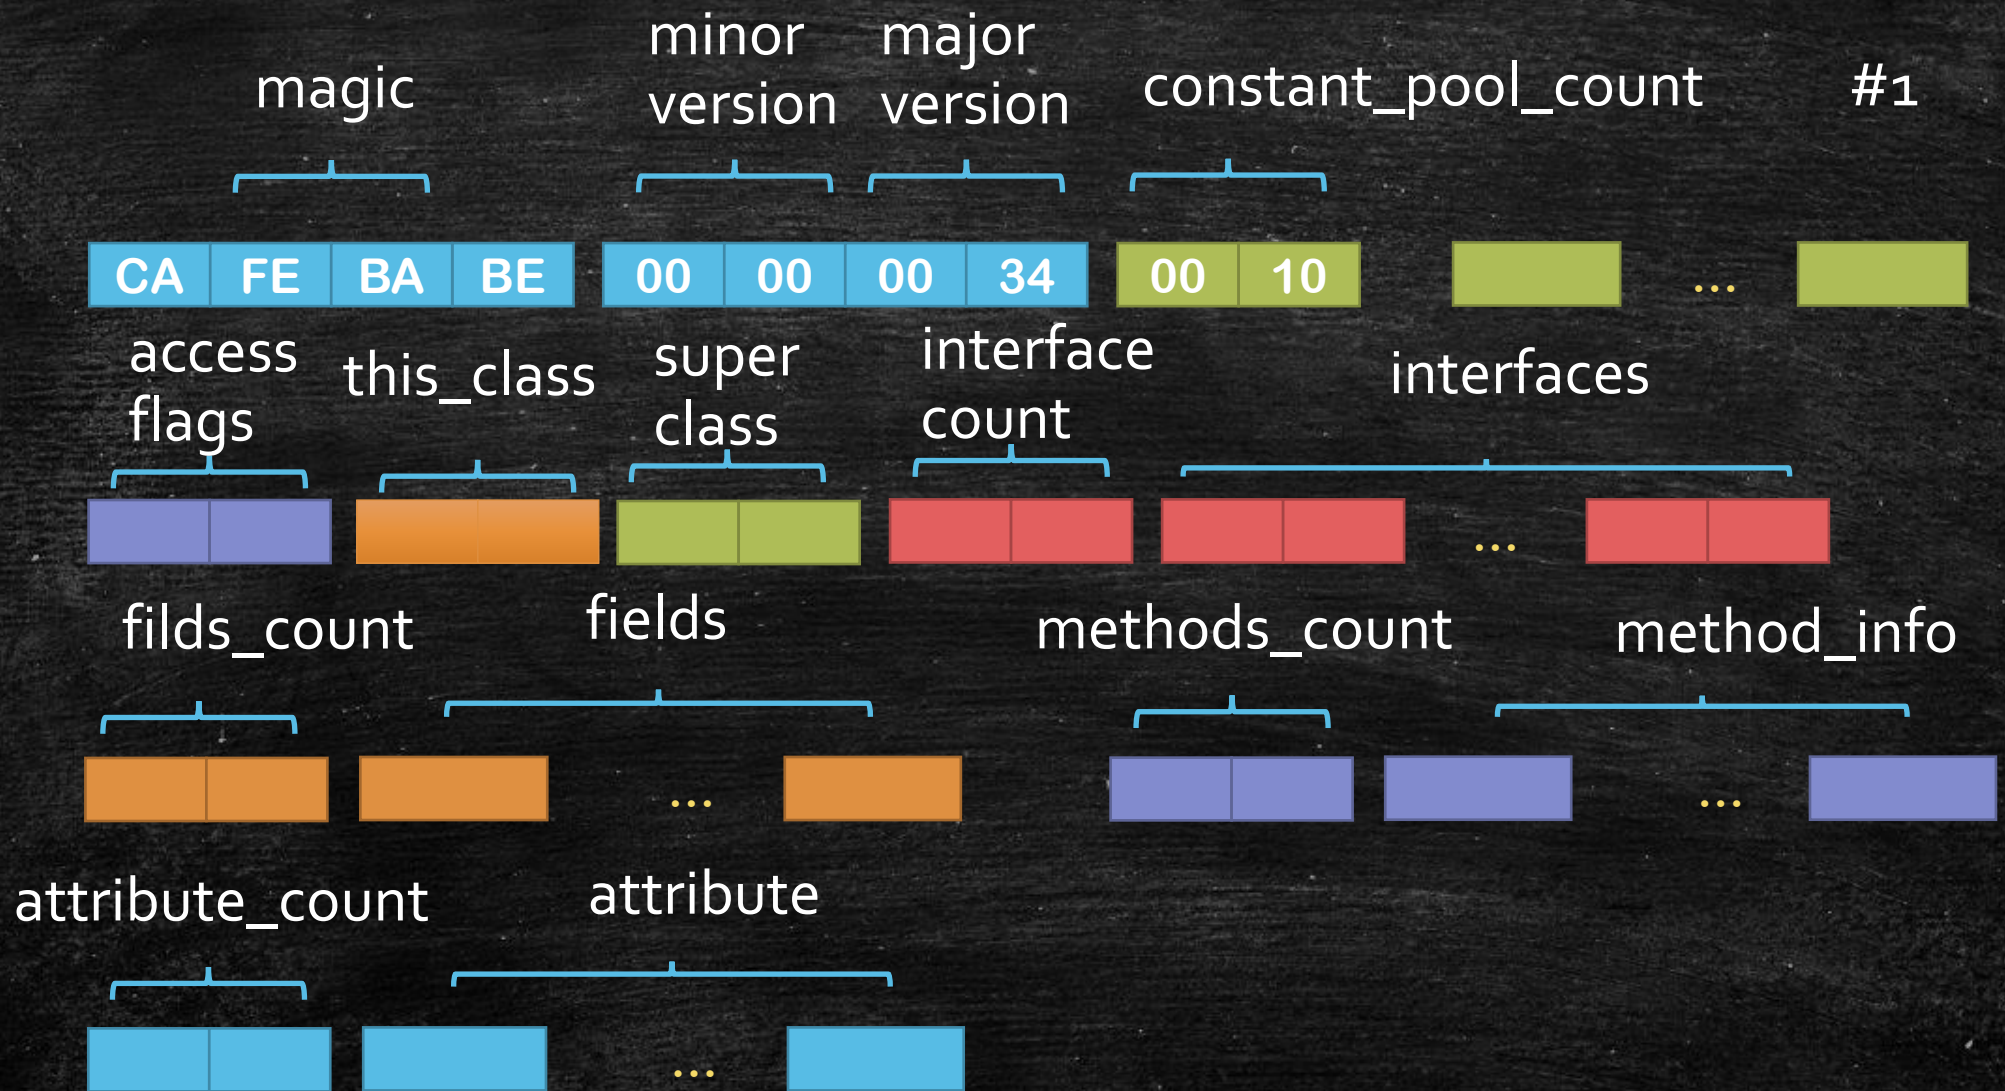 magic
minor
version
major
version
constant_pool_count
#1
CA FE BA BE 00 00 00 34 00 10
...
access
flags
this_class
super
class
interface
count
interfaces
...
filds_count
fields
methods_count
method_info
...
...
attribute_count
attribute
...